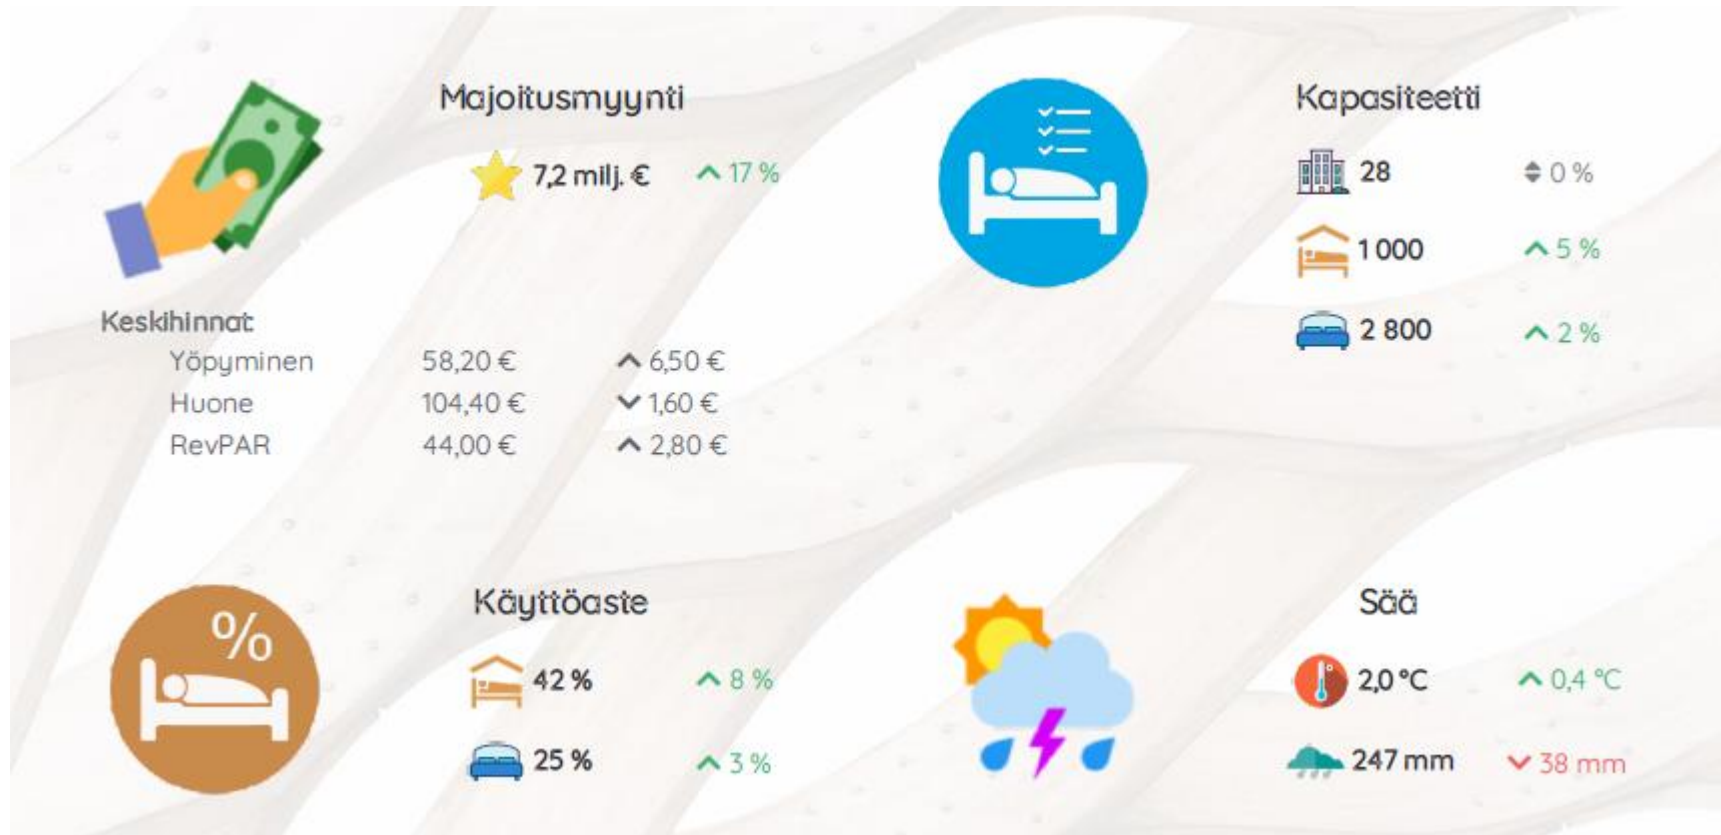 Majoitusmyynti
7,2 milj. € 17 %
Keskihinnat:
Yöpyminen 58,20 € 6,50 €
Huone 104,40 € 1,60 €
RevPAR 44,00 € 2,80 €
Kapasiteetti
28 0 %
1 000 5 %
2 800 2 %
%
Käyttöaste
42 % 8 %
25 % 3 %
Sää
2,0 °C 0,4 °C
247 mm 38 mm